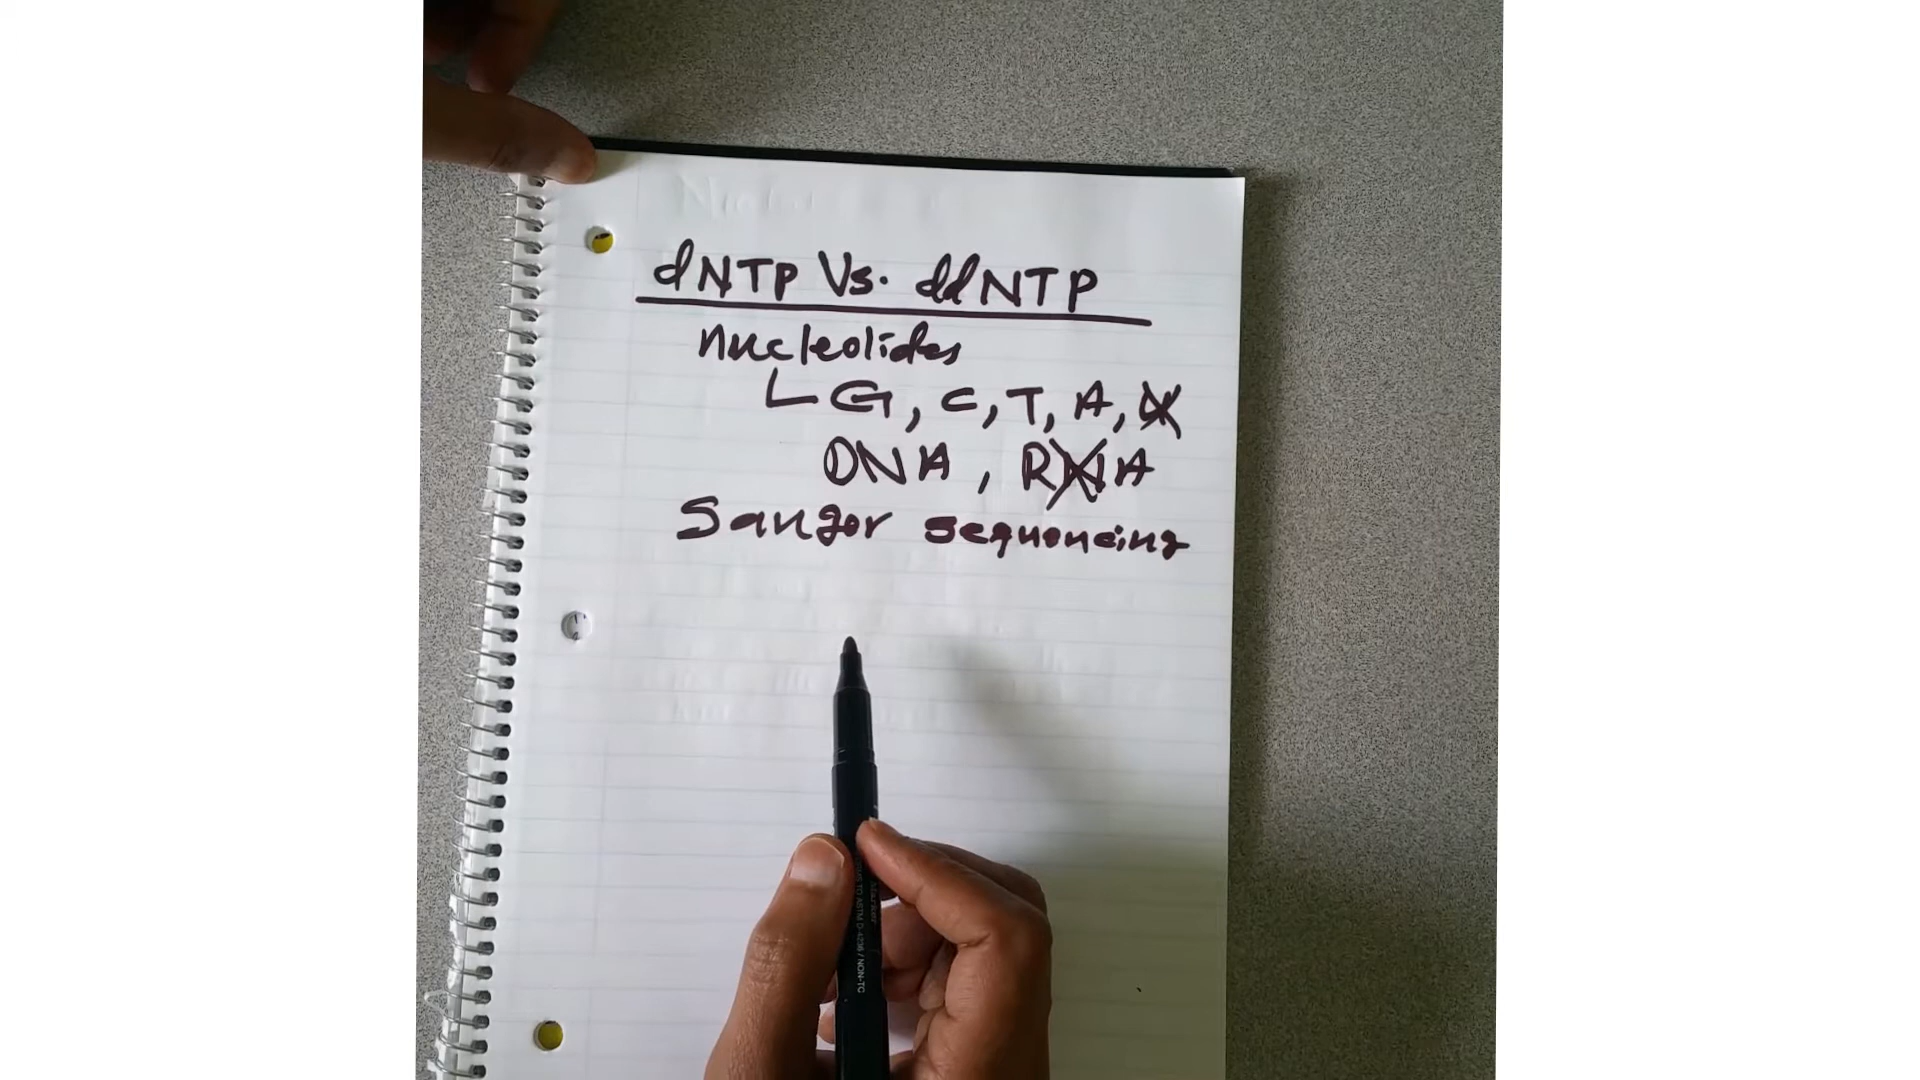 dNTP Vs. ddNTP
nucleotides
G, C, T, A, U
DNA, RNA
Sanger sequencing